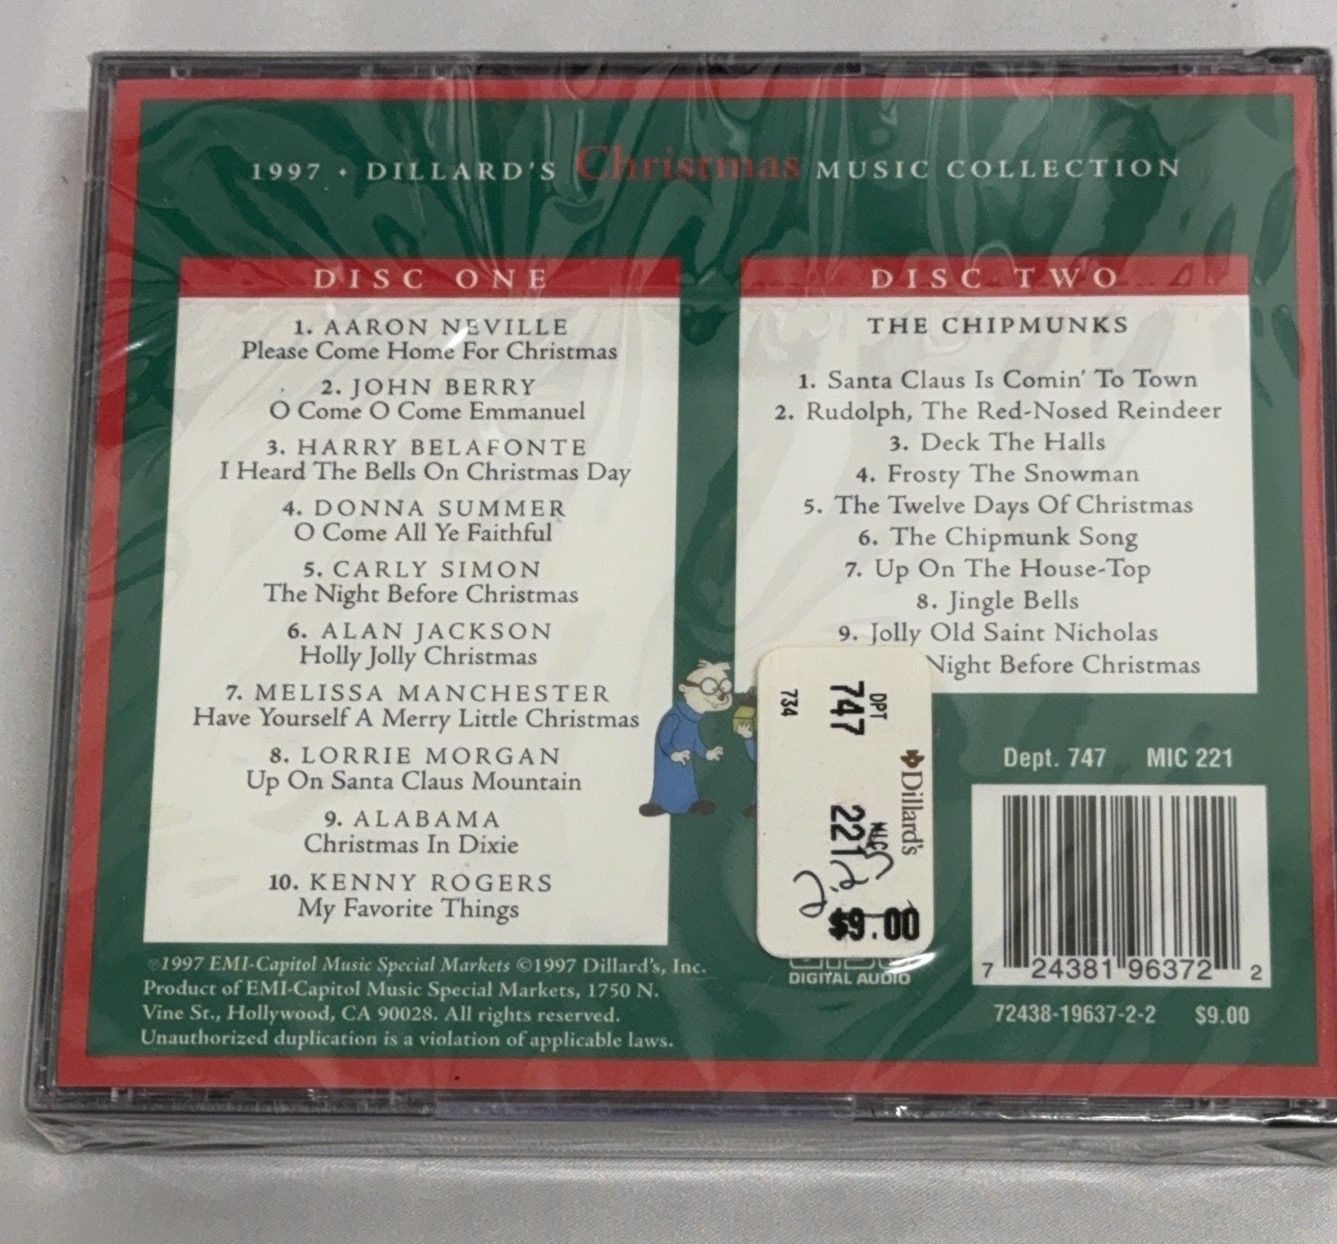 1997 • DILLARD'S Christmas MUSIC COLLECTION
DISC ONE
1. AARON NEVILLE
Please Come Home For Christmas
2. JOHN BERRY
O Come O Come Emmanuel
3. HARRY BELAFONTE
I Heard The Bells On Christmas Day
4. DONNA SUMMER
O Come All Ye Faithful
5. CARLY SIMON
The Night Before Christmas
6. ALAN JACKSON
Holly Jolly Christmas
7. MELISSA MANCHESTER
Have Yourself A Merry Little Christmas
8. LORRIE MORGAN
Up On Santa Claus Mountain
9. ALABAMA
Christmas In Dixie
10. KENNY ROGERS
My Favorite Things
DISC TWO
THE CHIPMUNKS
1. Santa Claus Is Comin' To Town
2. Rudolph, The Red-Nosed Reindeer
3. Deck The Halls
4. Frosty The Snowman
5. The Twelve Days Of Christmas
6. The Chipmunk Song
7. Up On The House-Top
8. Jingle Bells
9. Jolly Old Saint Nicholas
Night Before Christmas
Dillard's
DPT MIC
747 221
734
$9.00
DIGITAL AUDIO
Dept. 747 MIC 221
7 24381 96372 2
72438-19637-2-2 $9.00
℗1997 EMI-Capitol Music Special Markets ©1997 Dillard's, Inc.
Product of EMI-Capitol Music Special Markets, 1750 N.
Vine St., Hollywood, CA 90028. All rights reserved.
Unauthorized duplication is a violation of applicable laws.